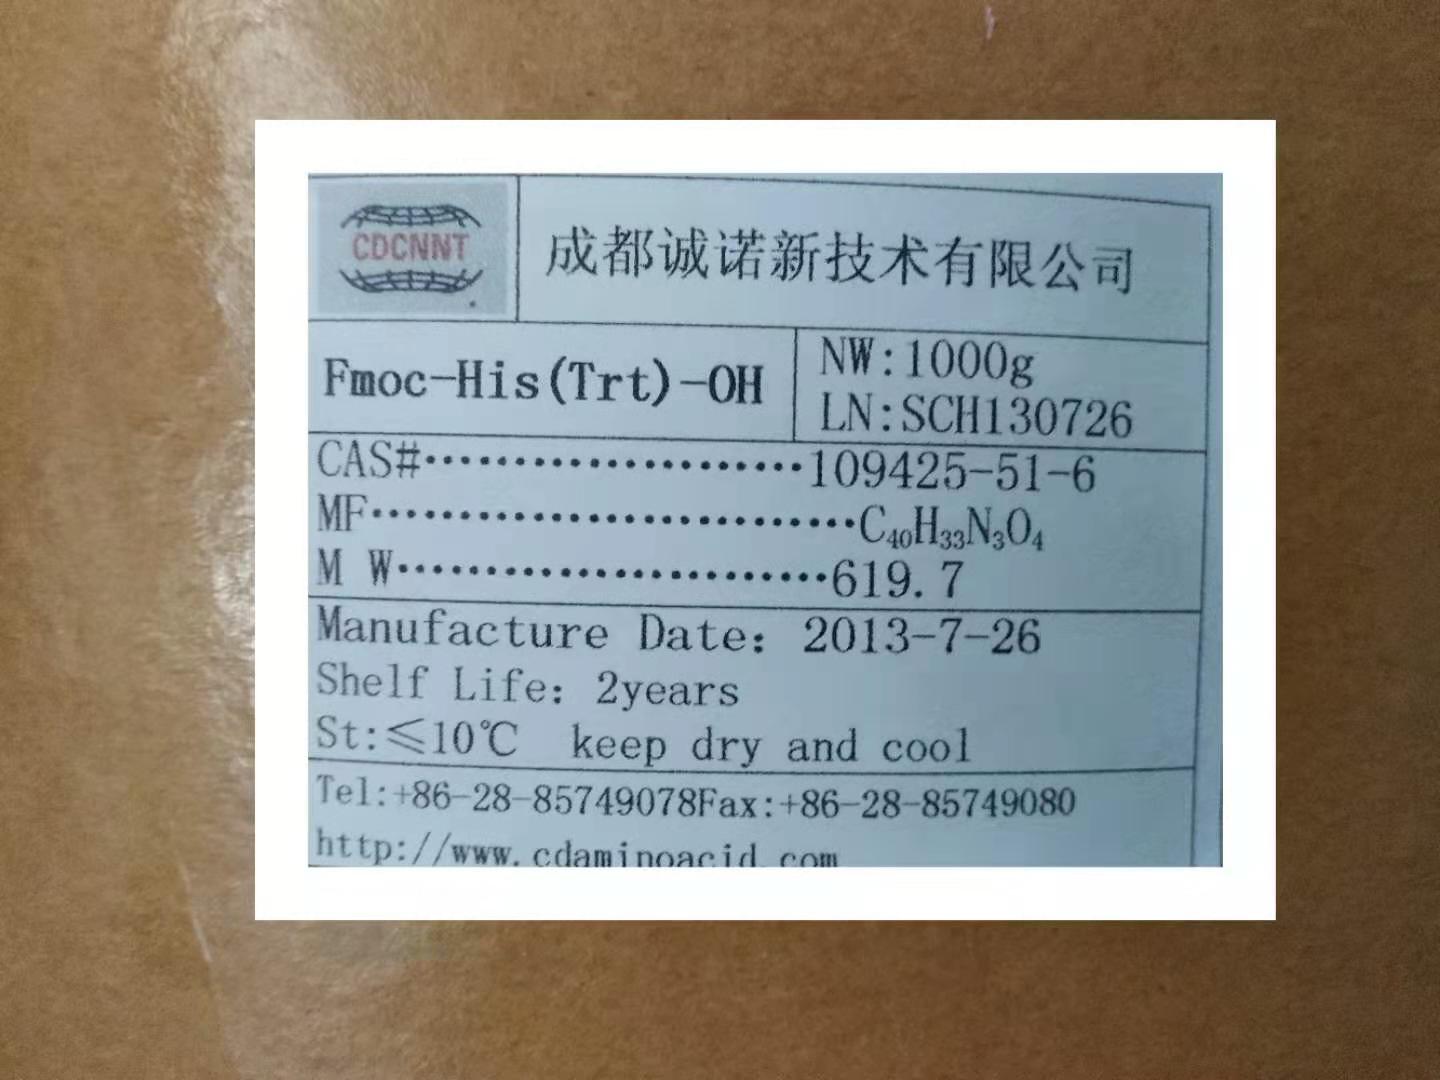 CDCNNT
成都诚诺新技术有限公司
Fmoc-His(Trt)-OH
NW:1000g
LN:SCH130726
CAS#·························109425-51-6
MF·····························C₄₀H₃₃N₃O₄
M W··························619.7
Manufacture Date: 2013-7-26
Shelf Life: 2years
St:≤10℃ keep dry and cool
Tel:+86-28-85749078Fax:+86-28-85749080
http://www.cdaminoacid.com